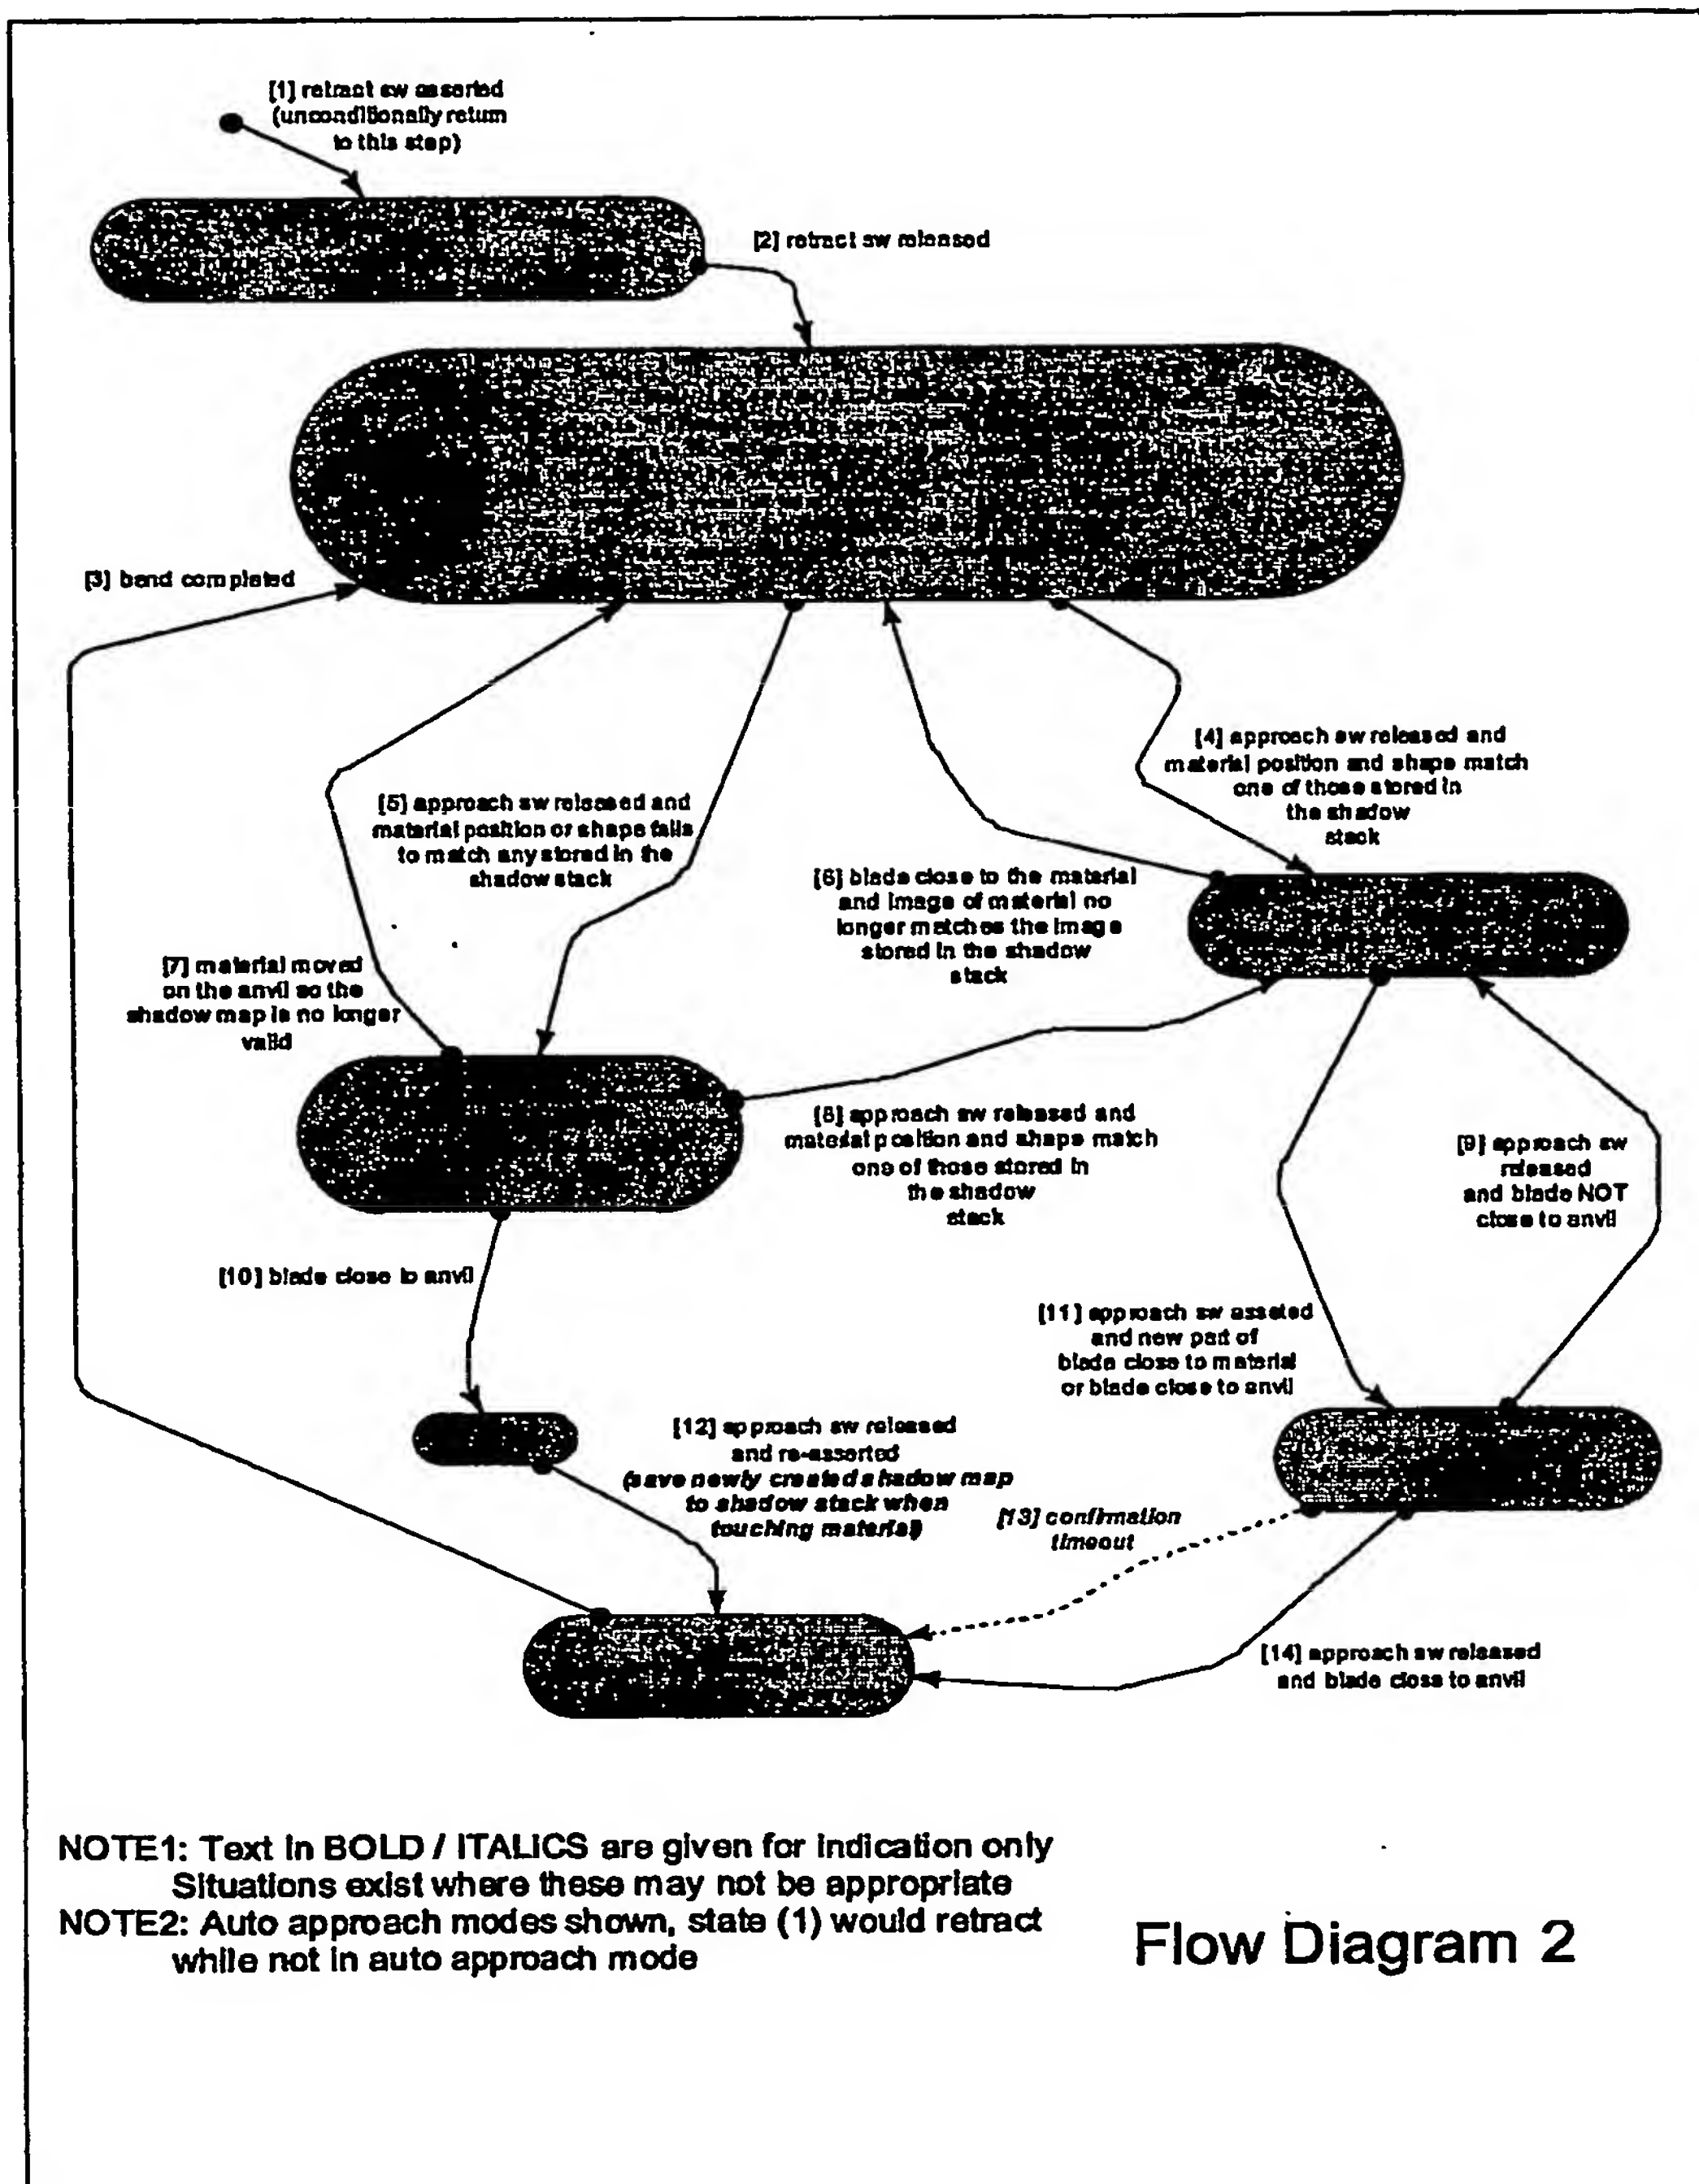 [1] retract sw asserted
(unconditionally return
to this step)
[2] retract sw released
[3] bend completed
[4] approach sw released and
material position and shape match
one of those stored in
the shadow
stack
[5] approach sw released and
material position or shape fails
to match any stored in the
shadow stack
[6] blade close to the material
and image of material no
longer matches the image
stored in the shadow
stack
[7] material moved
on the anvil so the
shadow map is no longer
valid
[8] approach sw released and
material position and shape match
one of those stored in
the shadow
stack
[9] approach sw
released
and blade NOT
close to anvil
[10] blade close to anvil
[11] approach sw asseted
and new part of
blade close to material
or blade close to anvil
[12] approach sw released
and re-asserted
(save newly created shadow map
to shadow stack when
touching material)
[13] confirmation
timeout
[14] approach sw released
and blade close to anvil
NOTE1: Text in BOLD / ITALICS are given for indication only
Situations exist where these may not be appropriate
NOTE2: Auto approach modes shown, state (1) would retract
while not in auto approach mode
Flow Diagram 2